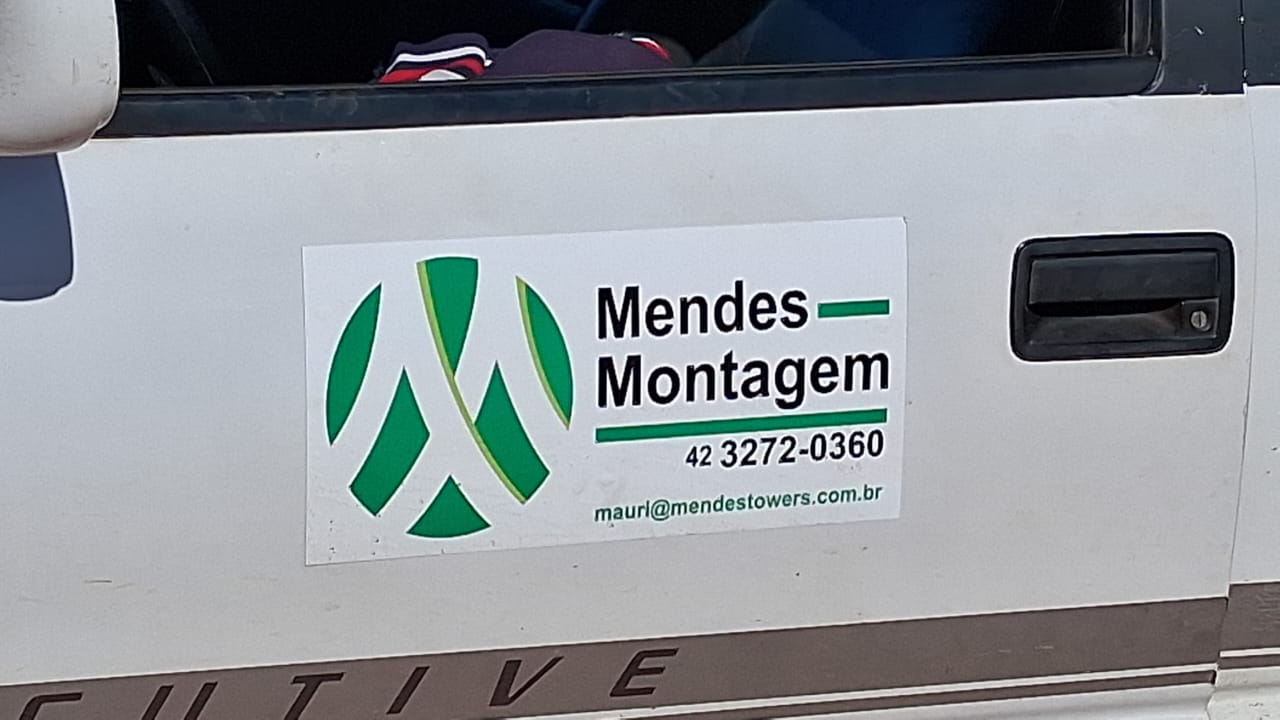 Mendes
Montagem
42 3272-0360
mauri@mendestowers.com.br
CUTIVE